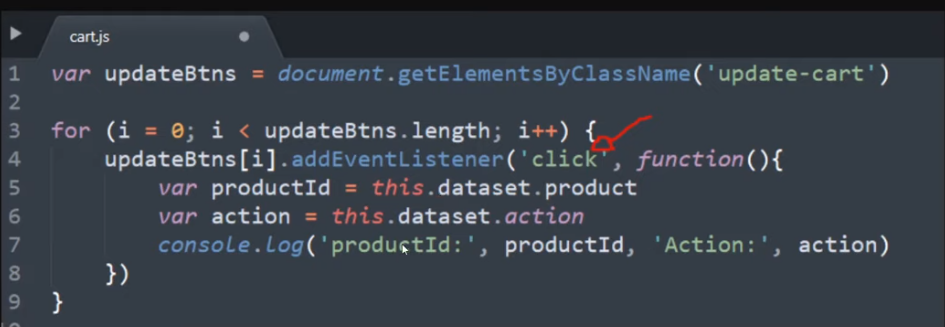 cart.js
1 var updateBtns = document.getElementsByClassName('update-cart')
2
3 for (i = 0; i < updateBtns.length; i++) {
4     updateBtns[i].addEventListener('click', function(){
5         var productId = this.dataset.product
6         var action = this.dataset.action
7         console.log('productId:', productId, 'Action:', action)
8     })
9 }